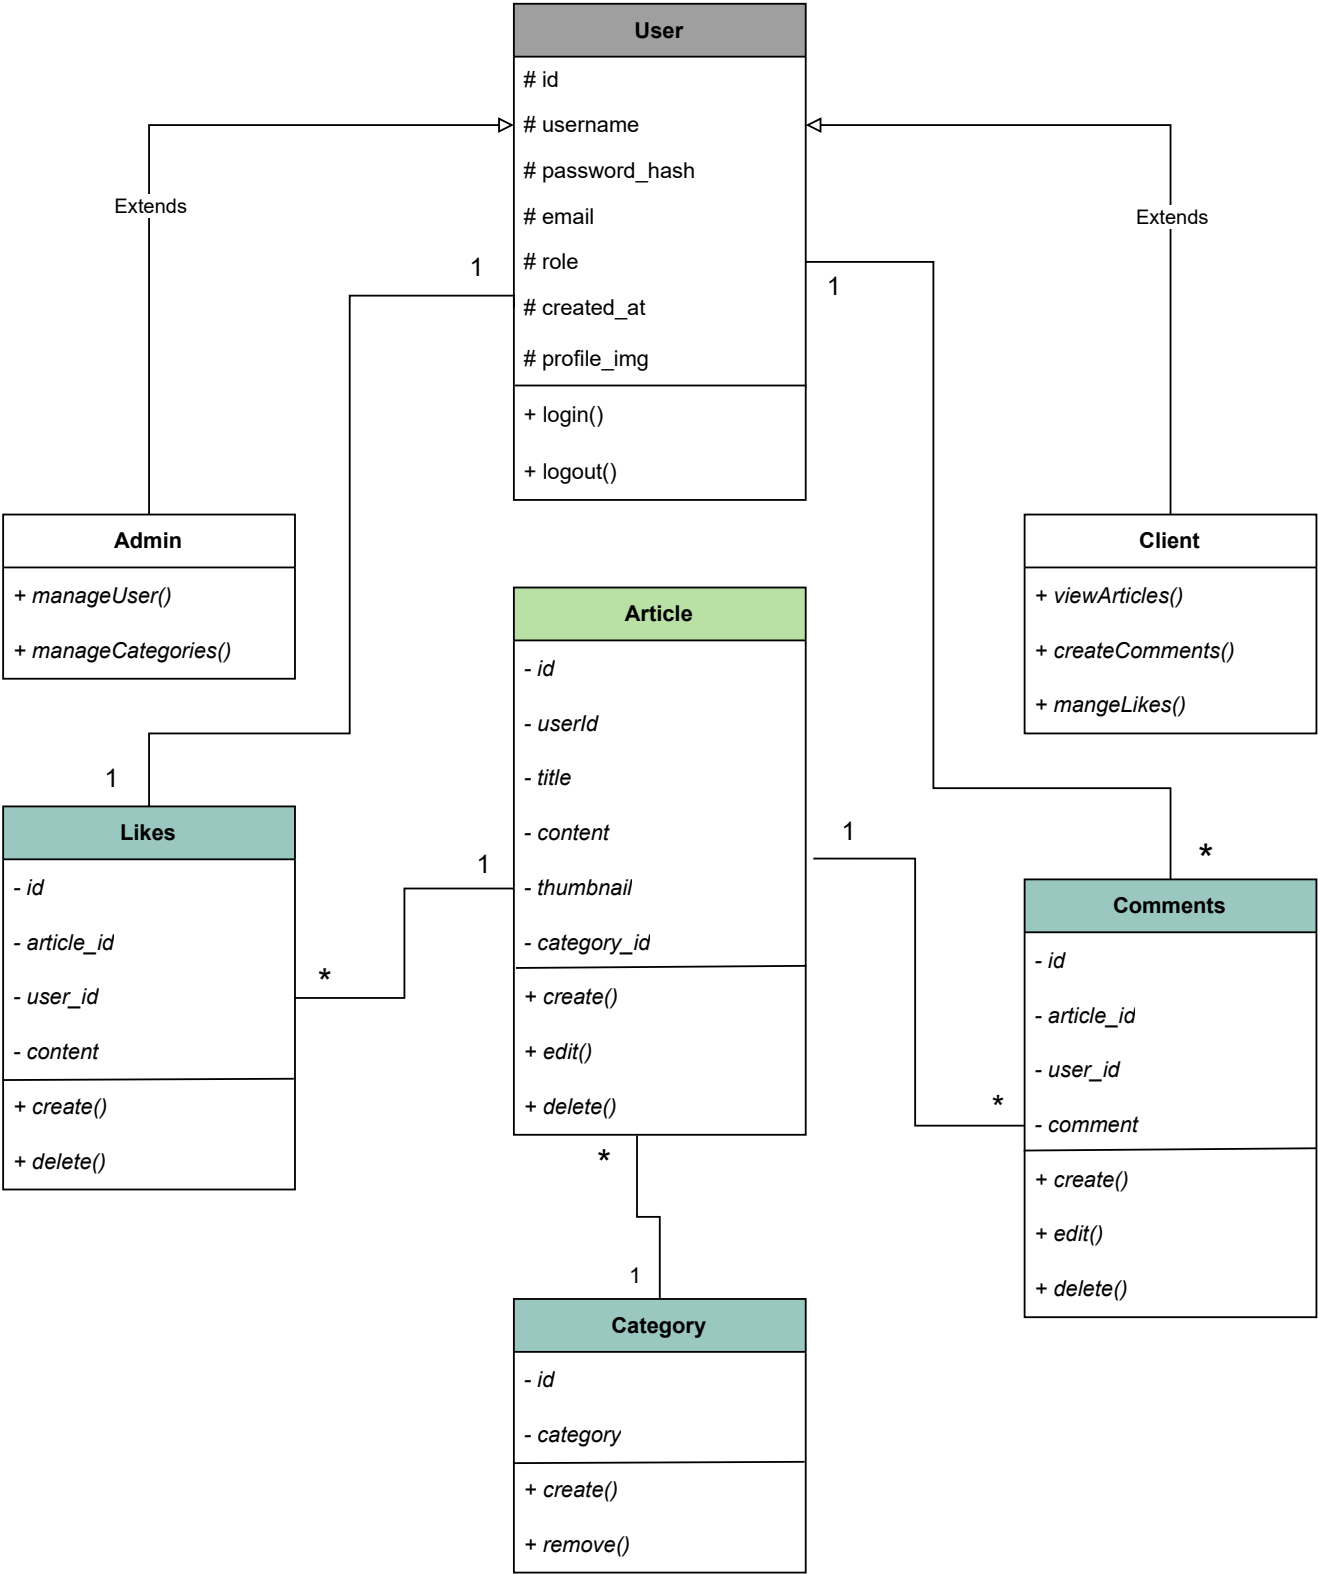 User
# id
# username
# password_hash
# email
# role
# created_at
# profile_img
+ login()
+ logout()
Extends
Extends
1
1
Admin
+ manageUser()
+ manageCategories()
Client
+ viewArticles()
+ createComments()
+ mangeLikes()
Article
- id
- userId
- title
- content
- thumbnail
- category_id
+ create()
+ edit()
+ delete()
1
Likes
- id
- article_id
- user_id
- content
+ create()
+ delete()
1
*
1
*
*
Comments
- id
- article_id
- user_id
- comment
+ create()
+ edit()
+ delete()
*
1
Category
- id
- category
+ create()
+ remove()